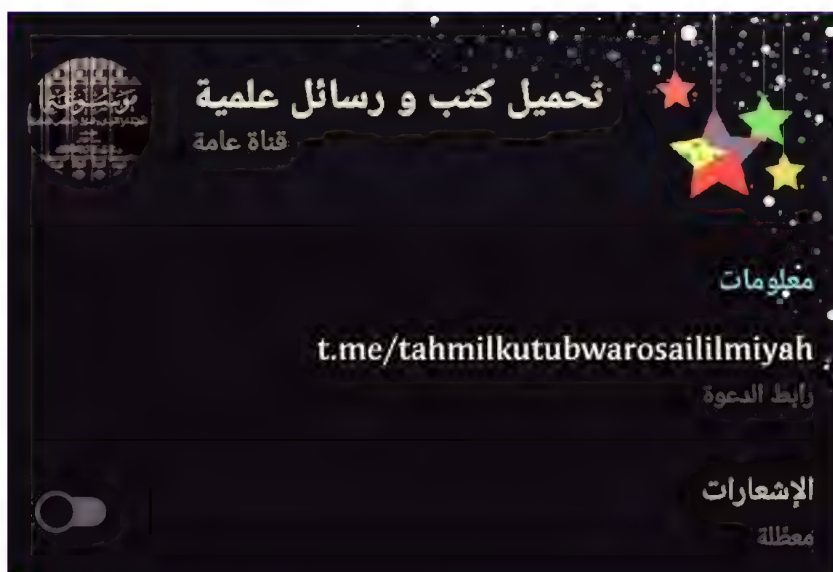 تحميل كتب و رسائل علمية
قناة عامة
معلومات
t.me/tahmilkutubwarosaililmiyah
رابط الدعوة
الإشعارات
معطلة